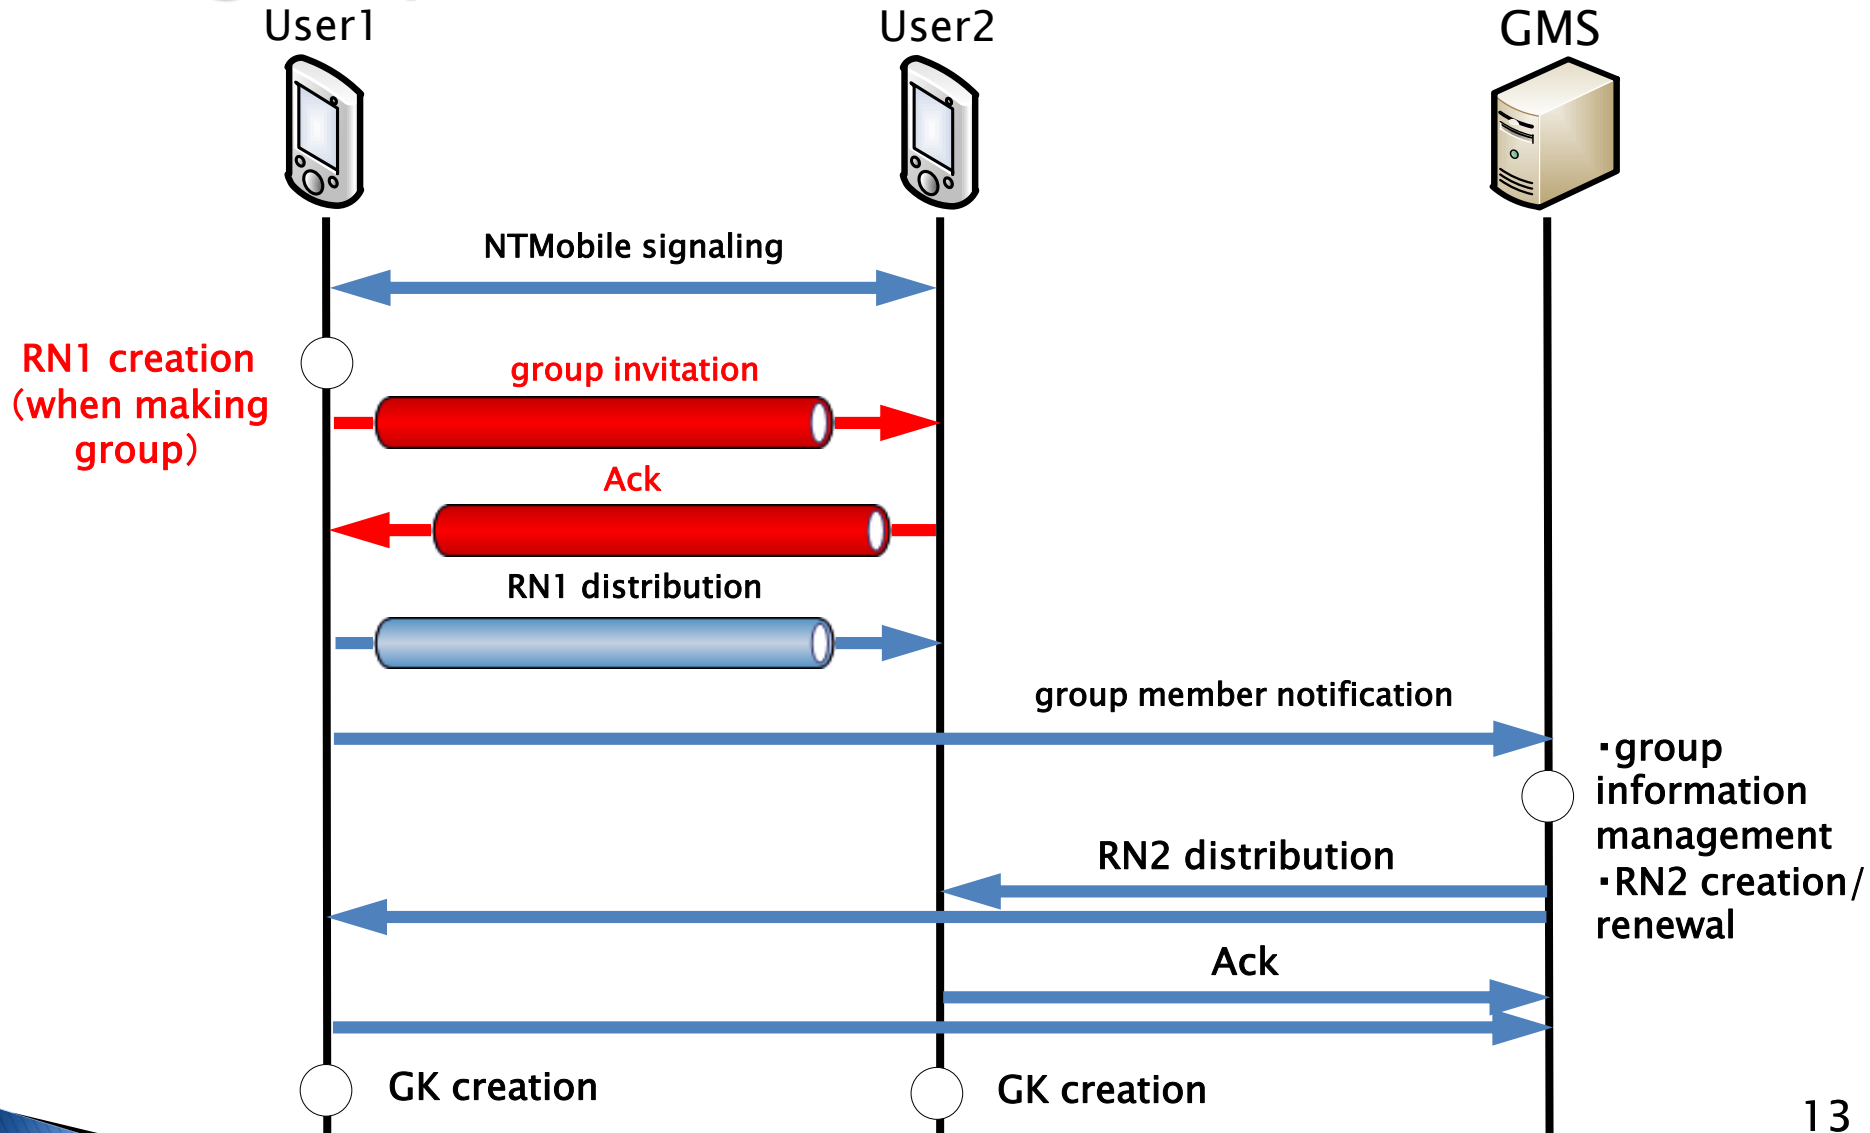 User1
User2
GMS
NTMobile signaling
RN1 creation
（when making
group）
group invitation
Ack
RN1 distribution
group member notification
・group
information
management
・RN2 creation/
renewal
RN2 distribution
Ack
GK creation
GK creation
13